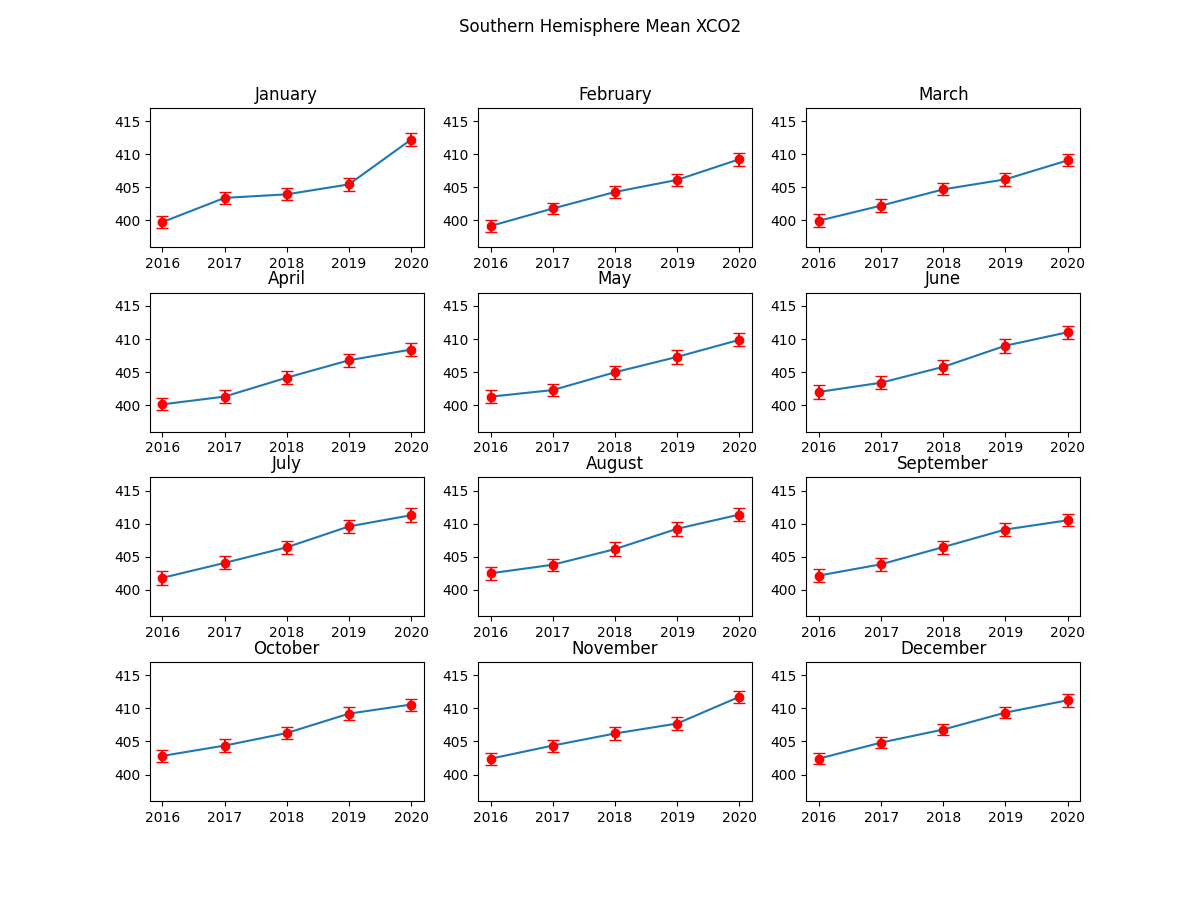 Southern Hemisphere Mean XCO2
January February March
415 415 415
410 410 410
405 405 405
400 400 400
2016 2017 2018 2019 2020 2016 2017 2018 2019 2020 2016 2017 2018 2019 2020
April May June
415 415 415
410 410 410
405 405 405
400 400 400
2016 2017 2018 2019 2020 2016 2017 2018 2019 2020 2016 2017 2018 2019 2020
July August September
415 415 415
410 410 410
405 405 405
400 400 400
2016 2017 2018 2019 2020 2016 2017 2018 2019 2020 2016 2017 2018 2019 2020
October November December
415 415 415
410 410 410
405 405 405
400 400 400
2016 2017 2018 2019 2020 2016 2017 2018 2019 2020 2016 2017 2018 2019 2020